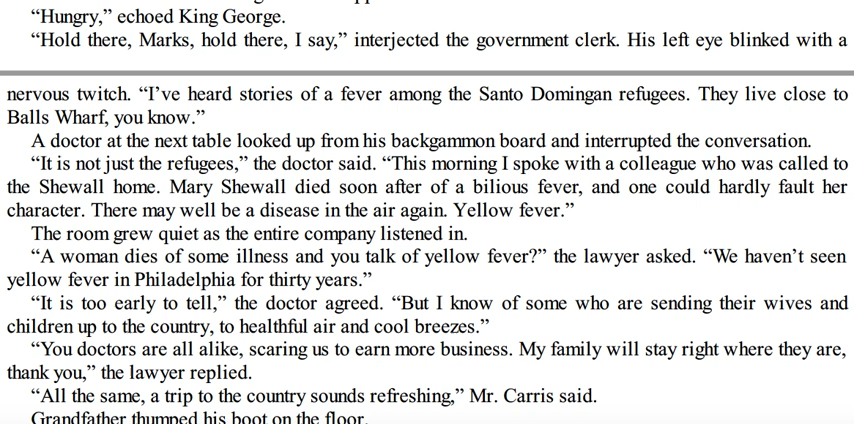 “Hungry,” echoed King George.
“Hold there, Marks, hold there, I say,” interjected the government clerk. His left eye blinked with a
nervous twitch. “I’ve heard stories of a fever among the Santo Domingan refugees. They live close to
Balls Wharf, you know.”
A doctor at the next table looked up from his backgammon board and interrupted the conversation.
“It is not just the refugees,” the doctor said. “This morning I spoke with a colleague who was called to
the Shewall home. Mary Shewall died soon after of a bilious fever, and one could hardly fault her
character. There may well be a disease in the air again. Yellow fever.”
The room grew quiet as the entire company listened in.
“A woman dies of some illness and you talk of yellow fever?” the lawyer asked. “We haven’t seen
yellow fever in Philadelphia for thirty years.”
“It is too early to tell,” the doctor agreed. “But I know of some who are sending their wives and
children up to the country, to healthful air and cool breezes.”
“You doctors are all alike, scaring us to earn more business. My family will stay right where they are,
thank you,” the lawyer replied.
“All the same, a trip to the country sounds refreshing,” Mr. Carris said.
Grandfather thumped his boot on the floor.